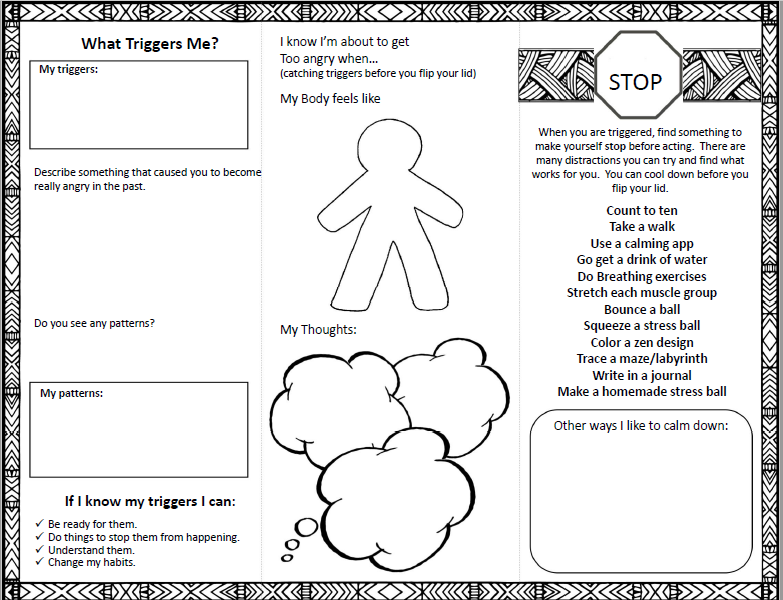 What Triggers Me?
My triggers:
Describe something that caused you to become
really angry in the past.
Do you see any patterns?
My patterns:
If I know my triggers I can:
✓ Be ready for them.
✓ Do things to stop them from happening.
✓ Understand them.
✓ Change my habits.
I know I'm about to get
Too angry when...
(catching triggers before you flip your lid)
My Body feels like
My Thoughts:
STOP
When you are triggered, find something to
make yourself stop before acting. There are
many distractions you can try and find what
works for you. You can cool down before you
flip your lid.
Count to ten
Take a walk
Use a calming app
Go get a drink of water
Do Breathing exercises
Stretch each muscle group
Bounce a ball
Squeeze a stress ball
Color a zen design
Trace a maze/labyrinth
Write in a journal
Make a homemade stress ball
Other ways I like to calm down: